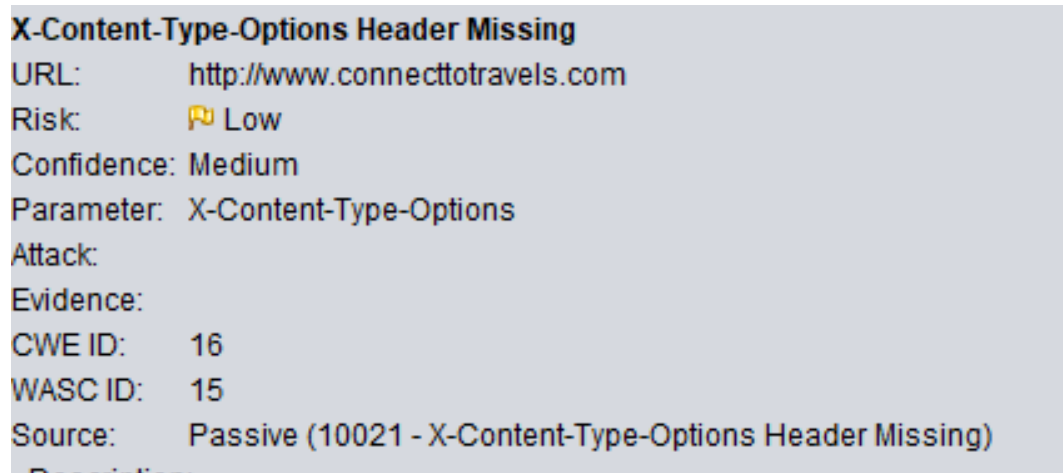 X-Content-Type-Options Header Missing
URL: http://www.connecttotravels.com
Risk: Low
Confidence: Medium
Parameter: X-Content-Type-Options
Attack:
Evidence:
CWE ID: 16
WASC ID: 15
Source: Passive (10021 - X-Content-Type-Options Header Missing)
Description: